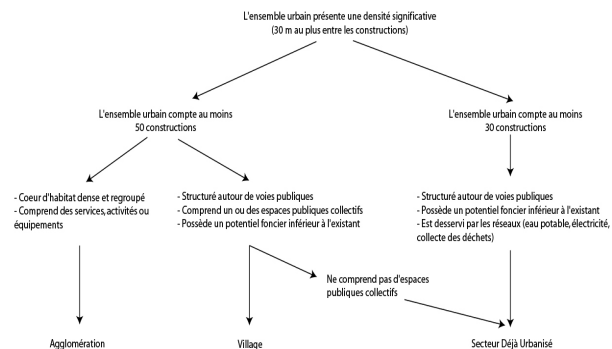 L'ensemble urbain présente une densité significative
(30 m au plus entre les constructions)
L'ensemble urbain compte au moins
50 constructions
L'ensemble urbain compte au moins
30 constructions
- Coeur d'habitat dense et regroupé
- Comprend des services, activités ou
équipements
- Structuré autour de voies publiques
- Comprend un ou des espaces publiques collectifs
- Possède un potentiel foncier inférieur à l'existant
- Structuré autour de voies publiques
- Possède un potentiel foncier inférieur à l'existant
- Est desservi par les réseaux (eau potable, électricité,
collecte des déchets)
Ne comprend pas d'espaces
publiques collectifs
Agglomération
Village
Secteur Déjà Urbanisé